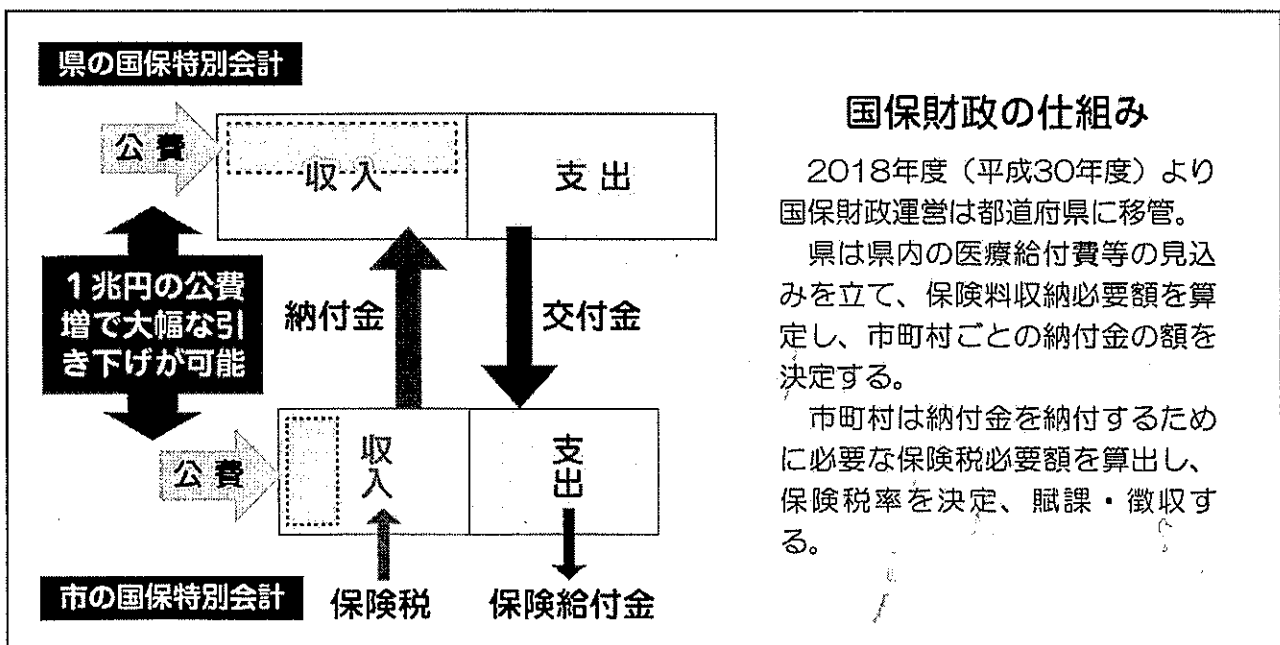 県の国保特別会計
公費
収入
支出
1兆円の公費
増で大幅な引
き下げが可能
納付金
交付金
公費
収入
支出
市の国保特別会計
保険税
保険給付金
国保財政の仕組み
2018年度（平成30年度）より
国保財政運営は都道府県に移管。
県は県内の医療給付費等の見込
みを立て、保険料収納必要額を算
定し、市町村ごとの納付金の額を
決定する。
市町村は納付金を納付するため
に必要な保険税必要額を算出し、
保険税率を決定、賦課・徴収す
る。